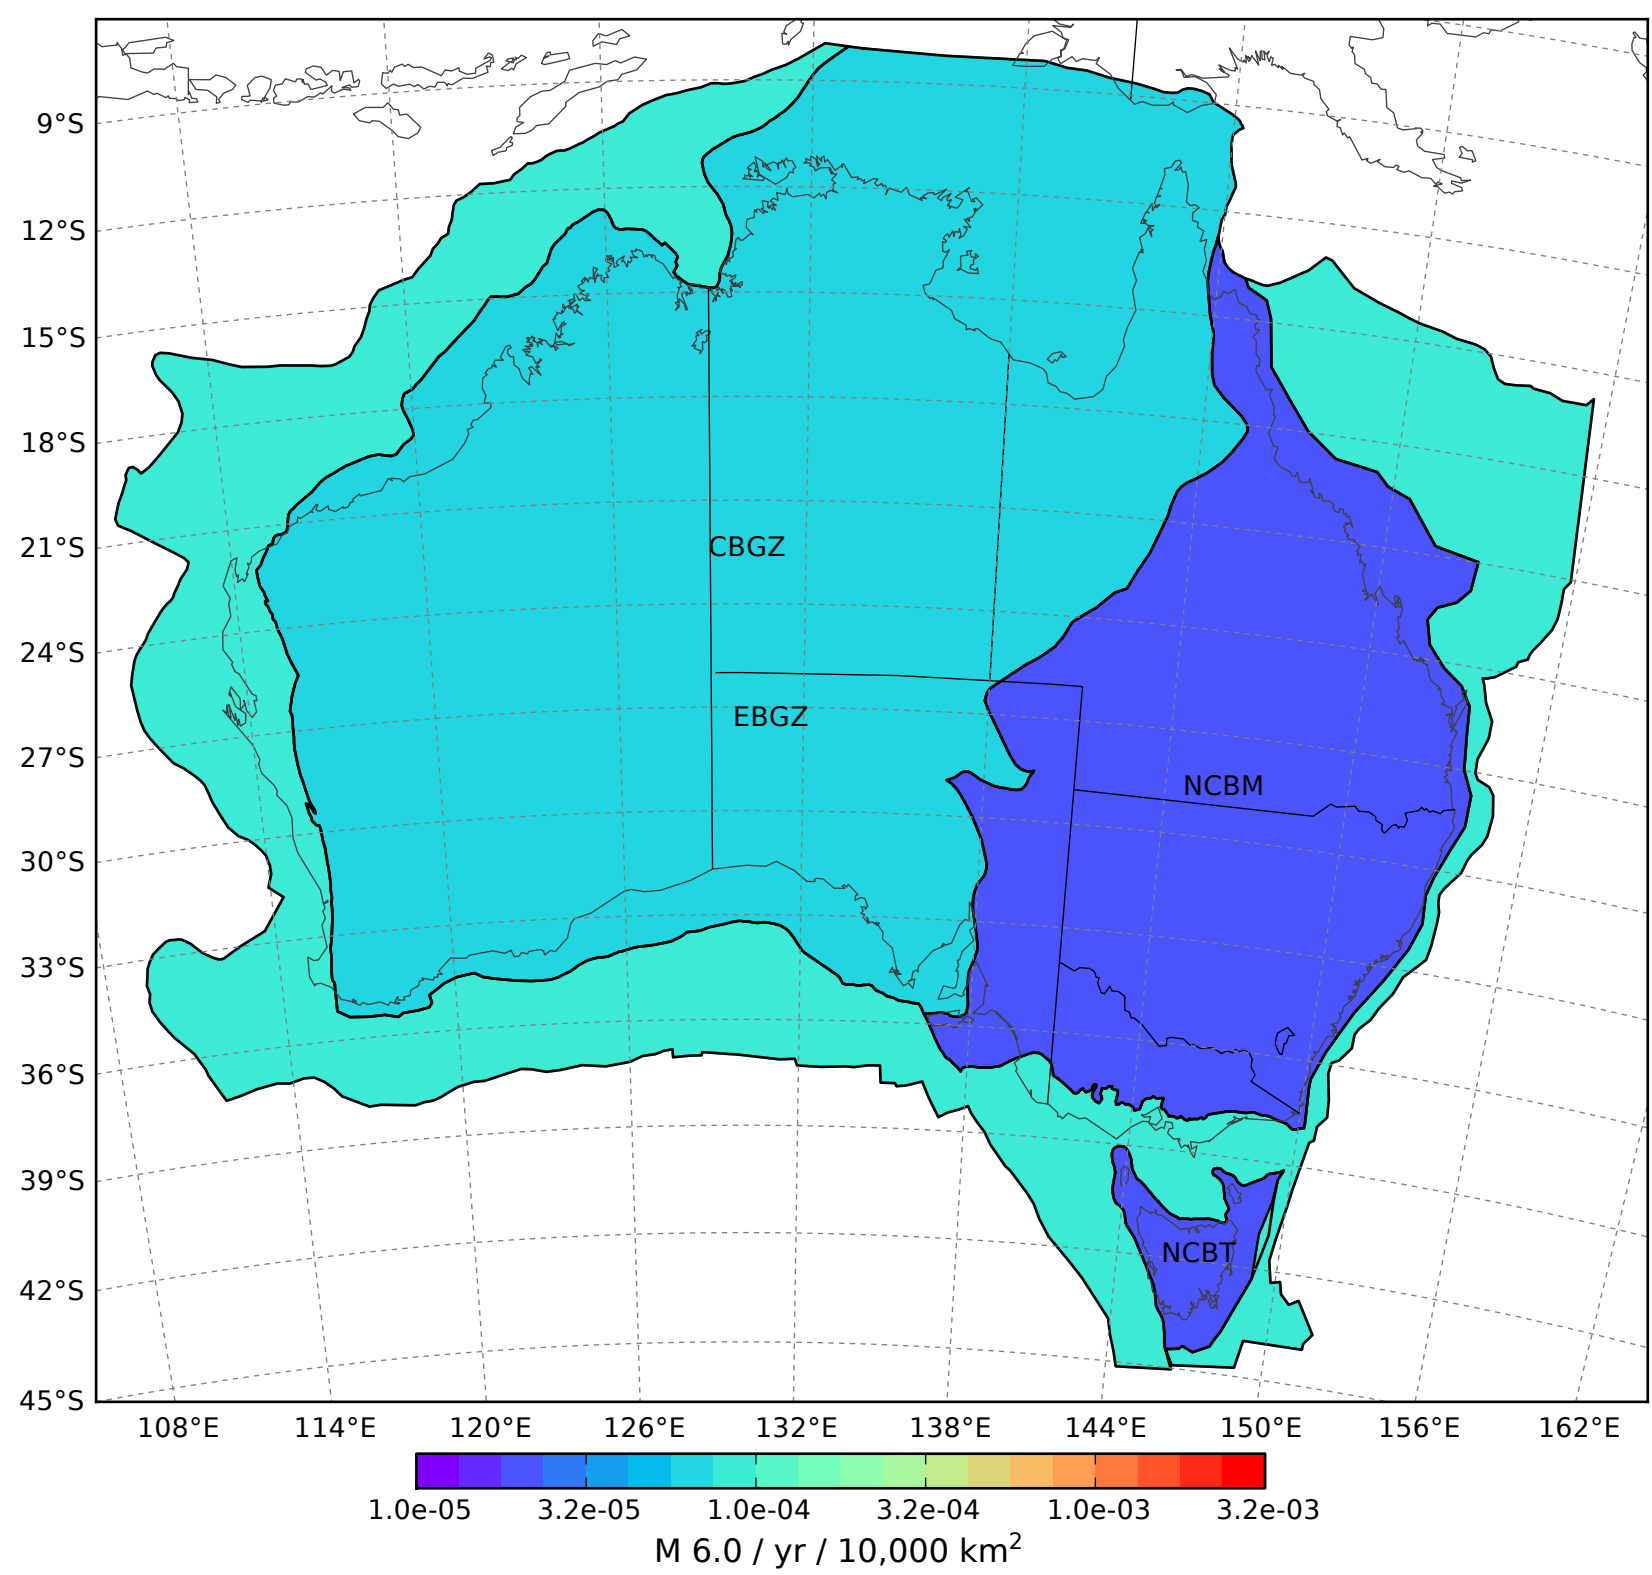 9°S
12°S
15°S
18°S
21°S
CBGZ
24°S
EBGZ
27°S
NCBM
30°S
33°S
36°S
39°S
NCBT
42°S
45°S
108°E 114°E 120°E 126°E 132°E 138°E 144°E 150°E 156°E 162°E
1.0e-05 3.2e-05 1.0e-04 3.2e-04 1.0e-03 3.2e-03
M 6.0 / yr / 10,000 km²